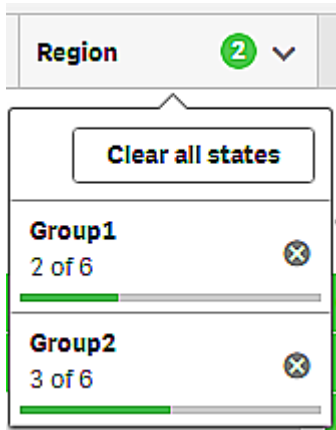 Region 2
Clear all states
Group1
2 of 6
Group2
3 of 6